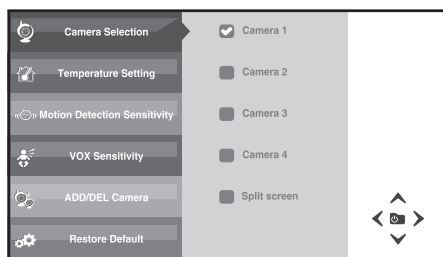 Camera Selection
Temperature Setting
Motion Detection Sensitivity
VOX Sensitivity
ADD/DEL Camera
Restore Default
Camera 1
Camera 2
Camera 3
Camera 4
Split screen